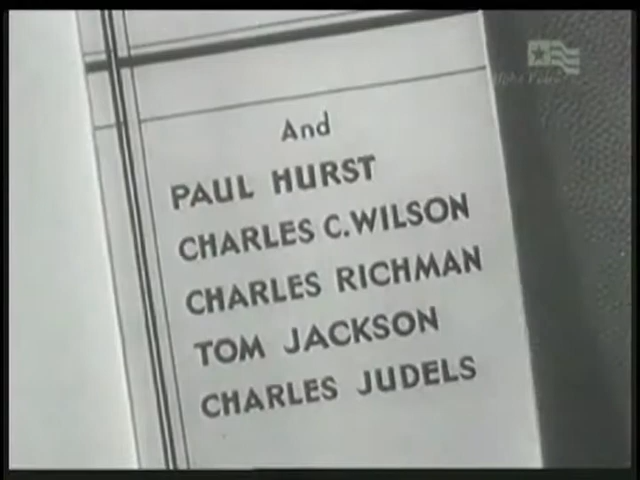 And
PAUL HURST
CHARLES C. WILSON
CHARLES RICHMAN
TOM JACKSON
CHARLES JUDELS